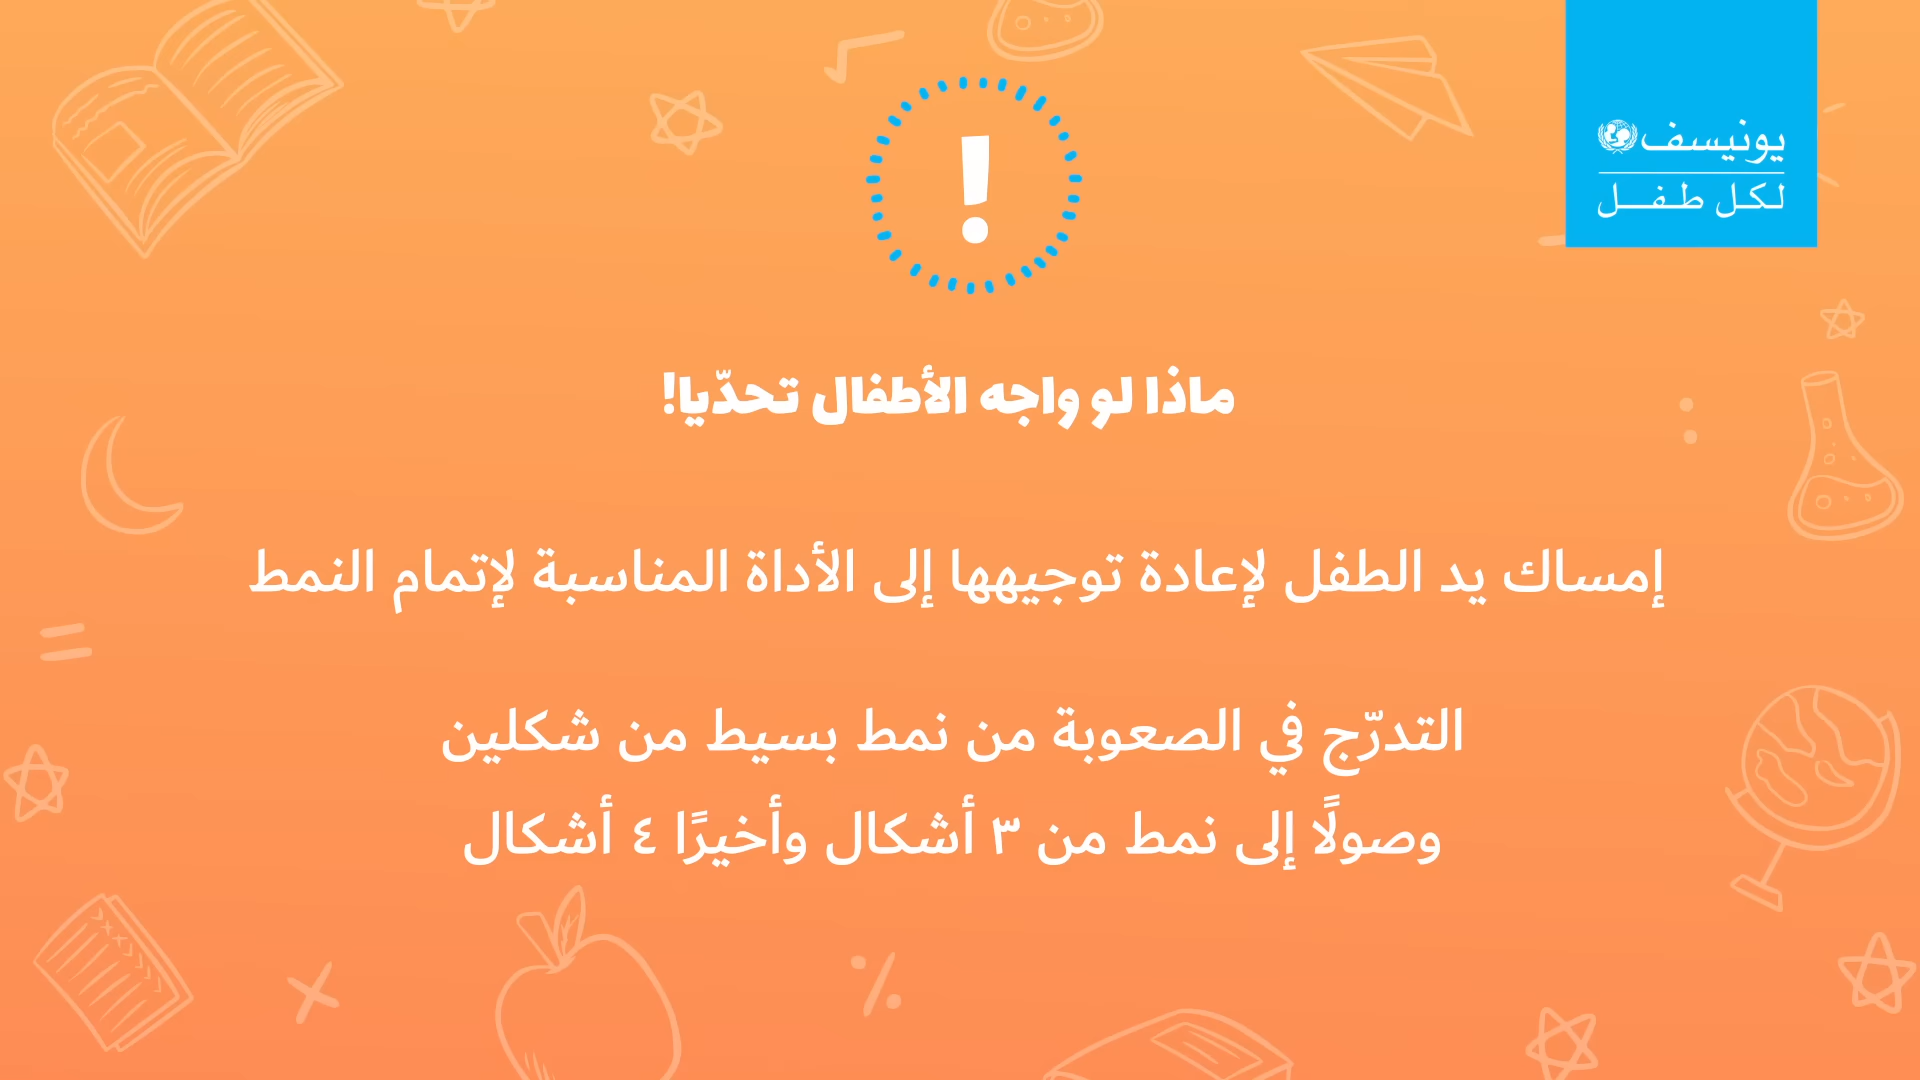 يونيسف
لكل طفل
!
ماذا لو واجه الأطفال تحدّيا!
إمساك يد الطفل لإعادة توجيهها إلى الأداة المناسبة لإتمام النمط
التدرّج في الصعوبة من نمط بسيط من شكلين
وصولًا إلى نمط من ٣ أشكال وأخيرًا ٤ أشكال